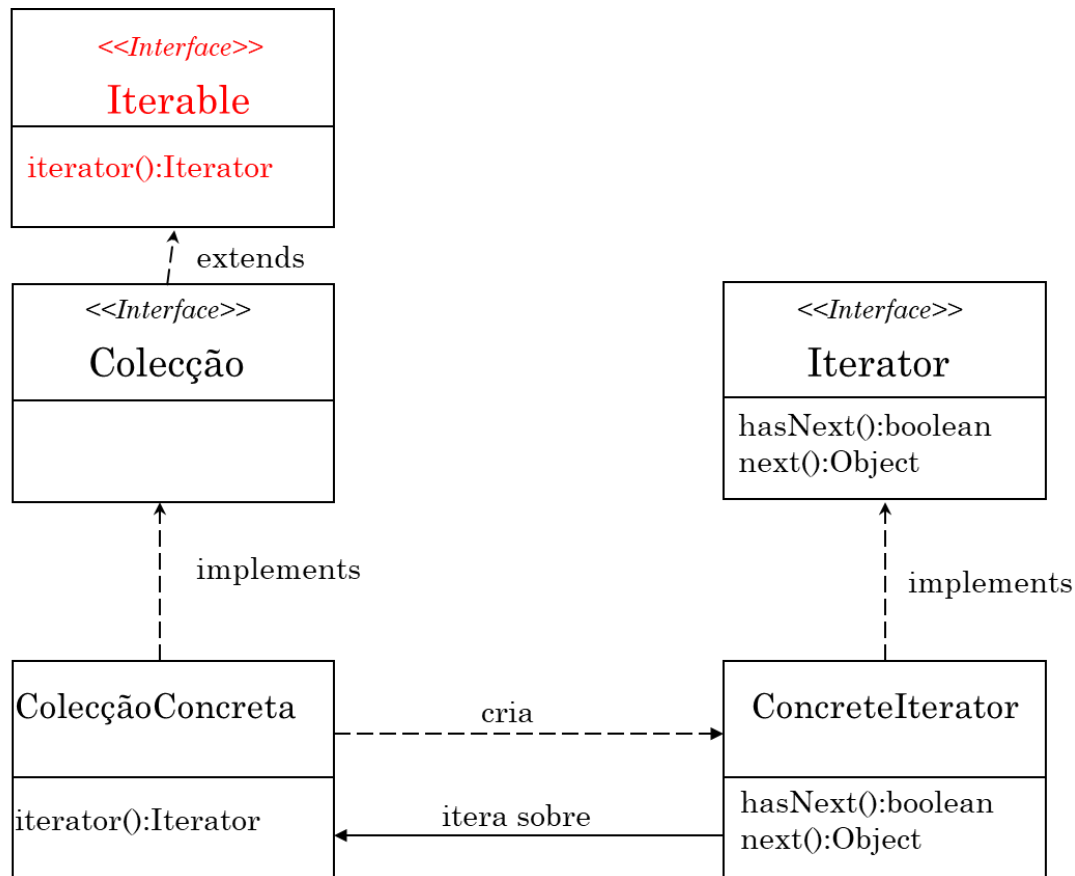 <<Interface>>
Iterable
iterator():Iterator
extends
<<Interface>>
Colecção
<<Interface>>
Iterator
hasNext():boolean
next():Object
implements
implements
ColecçãoConcreta
iterator():Iterator
cria
itera sobre
ConcreteIterator
hasNext():boolean
next():Object